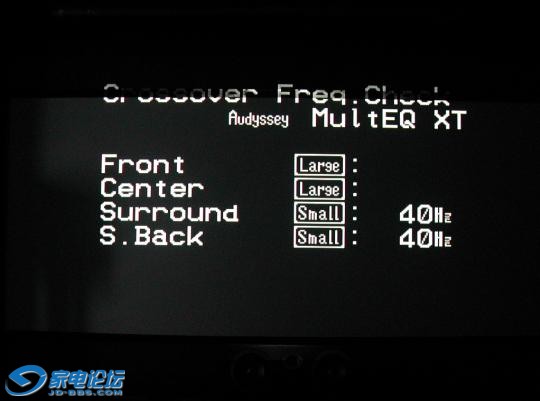 Crossover Freq.Check
Audyssey MultEQ XT
Front Large :
Center Large :
Surround Small : 40Hz
S.Back Small : 40Hz
家电论坛
JD-BBS.COM